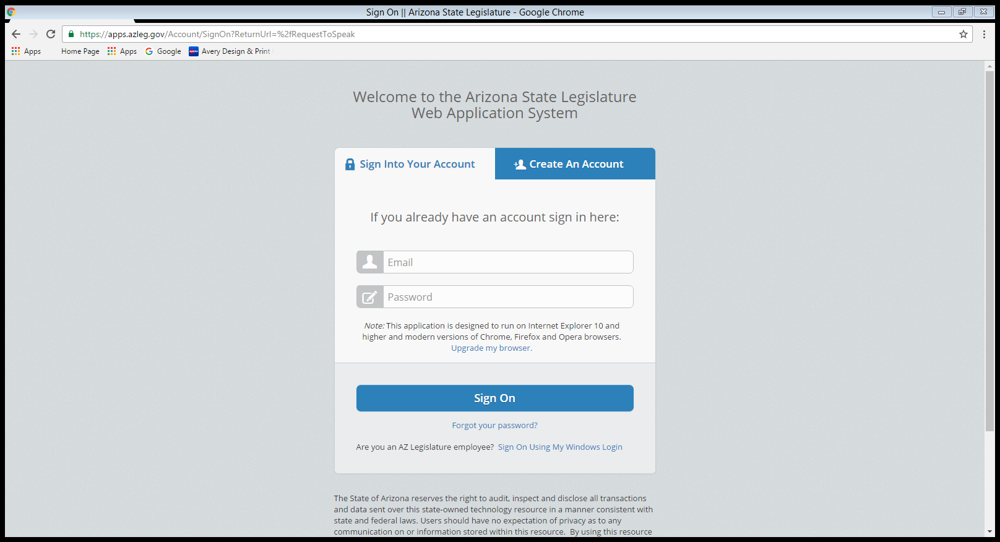 Sign On || Arizona State Legislature - Google Chrome
https://apps.azleg.gov/Account/SignOn?ReturnUrl=%2fRequestToSpeak
Apps Home Page Apps Google AVERY Avery Design & Print
Welcome to the Arizona State Legislature
Web Application System
Sign Into Your Account Create An Account
If you already have an account sign in here:
Email
Password
Note: This application is designed to run on Internet Explorer 10 and
higher and modern versions of Chrome, Firefox and Opera browsers.
Upgrade my browser.
Sign On
Forgot your password?
Are you an AZ Legislature employee? Sign On Using My Windows Login
The State of Arizona reserves the right to audit, inspect and disclose all transactions
and data sent over this state-owned technology resource in a manner consistent with
state and federal laws. Users should have no expectation of privacy as to any
communication on or information stored within this resource. By using this resource